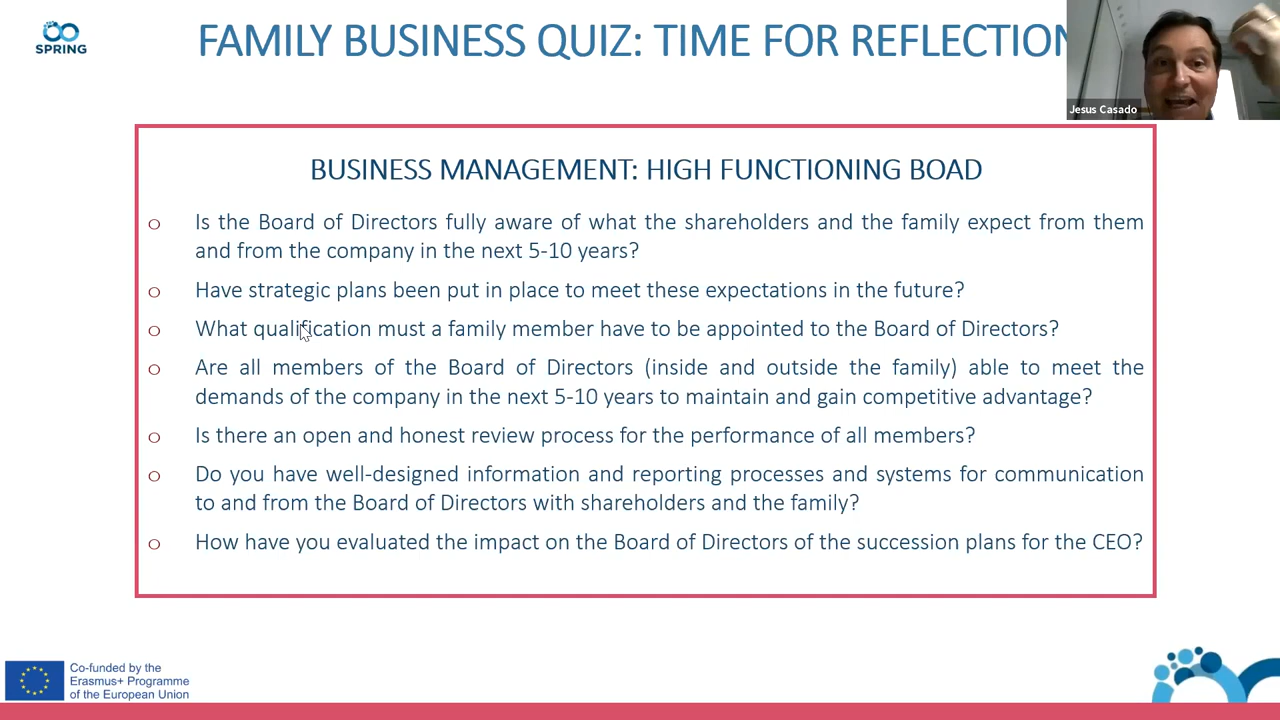 SPRING
FAMILY BUSINESS QUIZ: TIME FOR REFLECTION
Jesus Casado
BUSINESS MANAGEMENT: HIGH FUNCTIONING BOAD
o Is the Board of Directors fully aware of what the shareholders and the family expect from them
and from the company in the next 5-10 years?
o Have strategic plans been put in place to meet these expectations in the future?
o What qualification must a family member have to be appointed to the Board of Directors?
o Are all members of the Board of Directors (inside and outside the family) able to meet the
demands of the company in the next 5-10 years to maintain and gain competitive advantage?
o Is there an open and honest review process for the performance of all members?
o Do you have well-designed information and reporting processes and systems for communication
to and from the Board of Directors with shareholders and the family?
o How have you evaluated the impact on the Board of Directors of the succession plans for the CEO?
Co-funded by the
Erasmus+ Programme
of the European Union